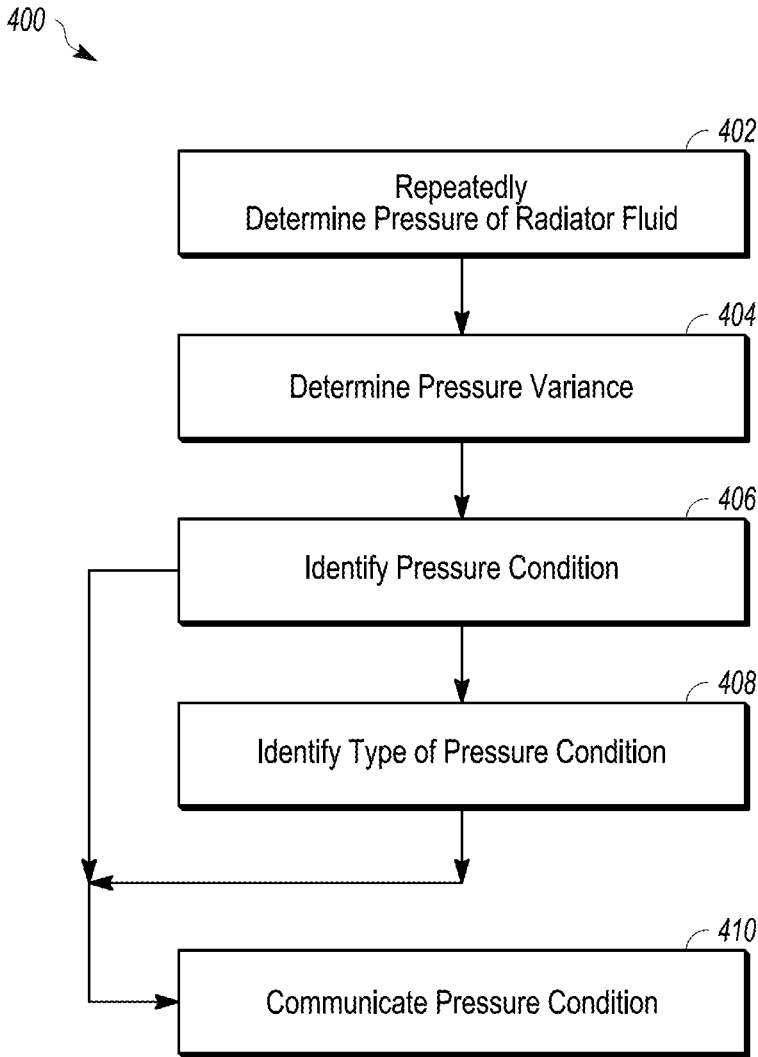 400
402
Repeatedly
Determine Pressure of Radiator Fluid
404
Determine Pressure Variance
406
Identify Pressure Condition
408
Identify Type of Pressure Condition
410
Communicate Pressure Condition